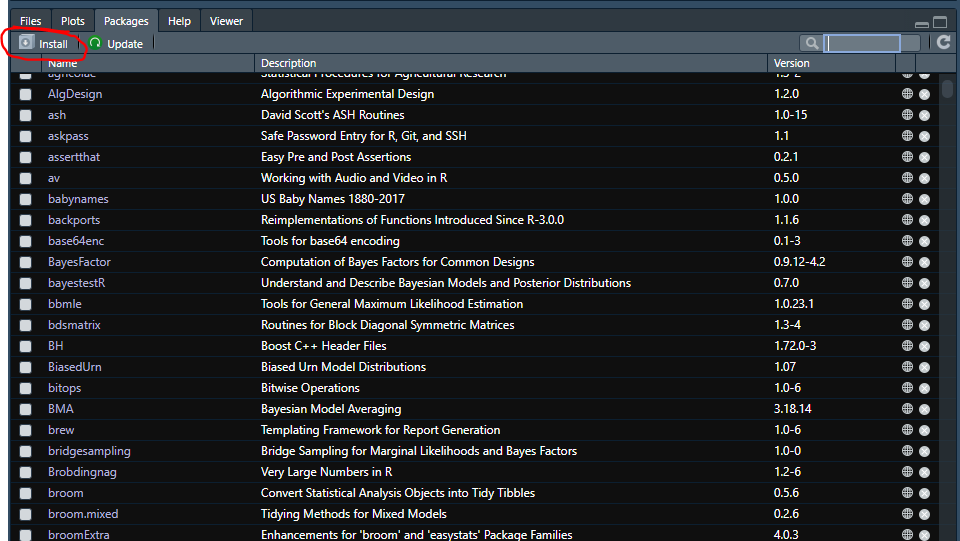 Files Plots Packages Help Viewer
Install Update
Name Description Version
agricolae Statistical Procedures for Agricultural Research 1.3-2
AlgDesign Algorithmic Experimental Design 1.2.0
ash David Scott's ASH Routines 1.0-15
askpass Safe Password Entry for R, Git, and SSH 1.1
assertthat Easy Pre and Post Assertions 0.2.1
av Working with Audio and Video in R 0.5.0
babynames US Baby Names 1880-2017 1.0.0
backports Reimplementations of Functions Introduced Since R-3.0.0 1.1.6
base64enc Tools for base64 encoding 0.1-3
BayesFactor Computation of Bayes Factors for Common Designs 0.9.12-4.2
bayestestR Understand and Describe Bayesian Models and Posterior Distributions 0.7.0
bbmle Tools for General Maximum Likelihood Estimation 1.0.23.1
bdsmatrix Routines for Block Diagonal Symmetric Matrices 1.3-4
BH Boost C++ Header Files 1.72.0-3
BiasedUrn Biased Urn Model Distributions 1.07
bitops Bitwise Operations 1.0-6
BMA Bayesian Model Averaging 3.18.14
brew Templating Framework for Report Generation 1.0-6
bridgesampling Bridge Sampling for Marginal Likelihoods and Bayes Factors 1.0-0
Brobdingnag Very Large Numbers in R 1.2-6
broom Convert Statistical Analysis Objects into Tidy Tibbles 0.5.6
broom.mixed Tidying Methods for Mixed Models 0.2.6
broomExtra Enhancements for 'broom' and 'easystats' Package Families 4.0.3